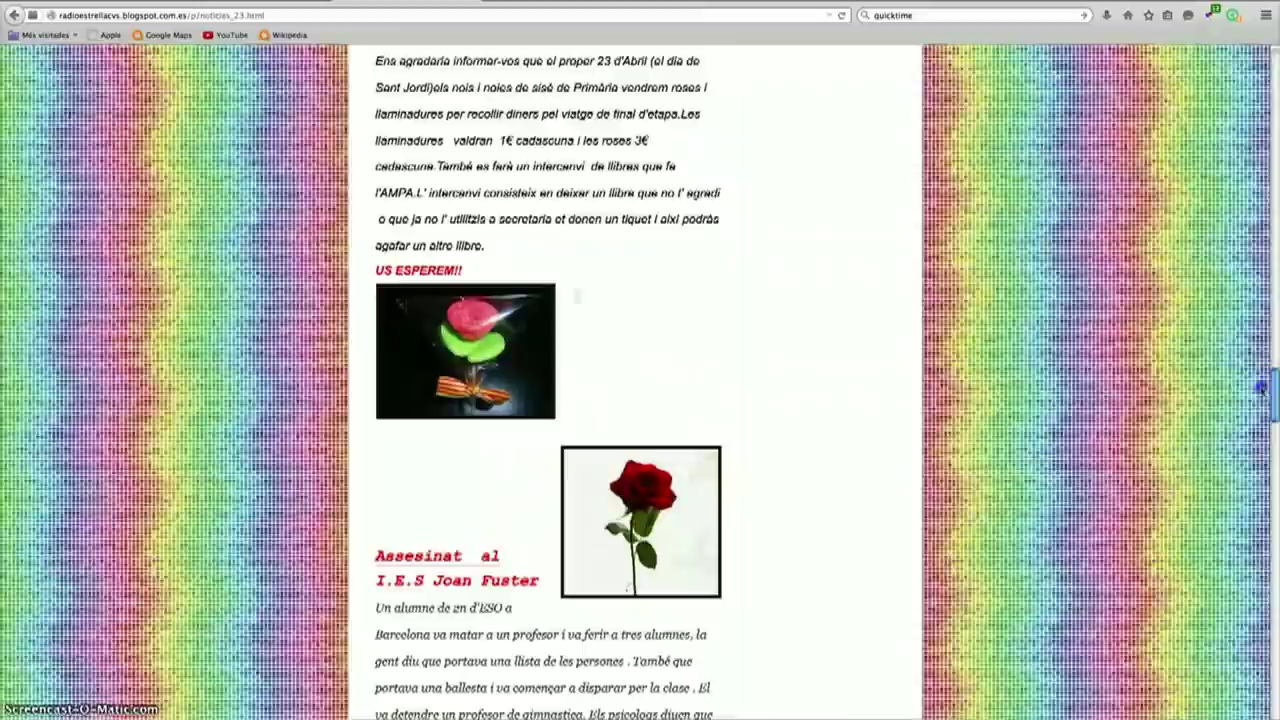 radioestrellacvs.blogspot.com.es/p/noticies_23.html
quicktime
12
Més visitades
Apple
Google Maps
YouTube
Wikipedia
Ens agradaria informar-vos que el proper 23 d'Abril (el dia de
Sant Jordi)els nois i noies de sisè de Primària vendrem roses i
llaminadures per recollir diners pel viatge de final d'etapa.Les
llaminadures valdran 1€ cadascuna i les roses 3€
cadascuna.També es farà un intercanvi de llibres que fa
l'AMPA.L' intercanvi consisteix en deixar un llibre que no l' agradi
o que ja no l' utilitzis a secretaria et donen un tiquet i així podràs
agafar un altre llibre.
US ESPEREM!!
Assesinat al
I.E.S Joan Fuster
Un alumne de 2n d'ESO a
Barcelona va matar a un profesor i va ferir a tres alumnes, la
gent diu que portava una llista de les persones . També que
portava una ballesta i va començar a disparar per la clase . El
va detendre un profesor de gimnastica. Els psicologs diuen que
Screencast-O-Matic.com